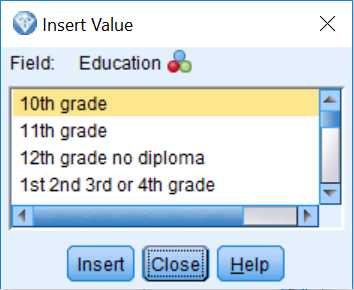 Insert Value
Field: Education
10th grade
11th grade
12th grade no diploma
1st 2nd 3rd or 4th grade
Insert Close Help